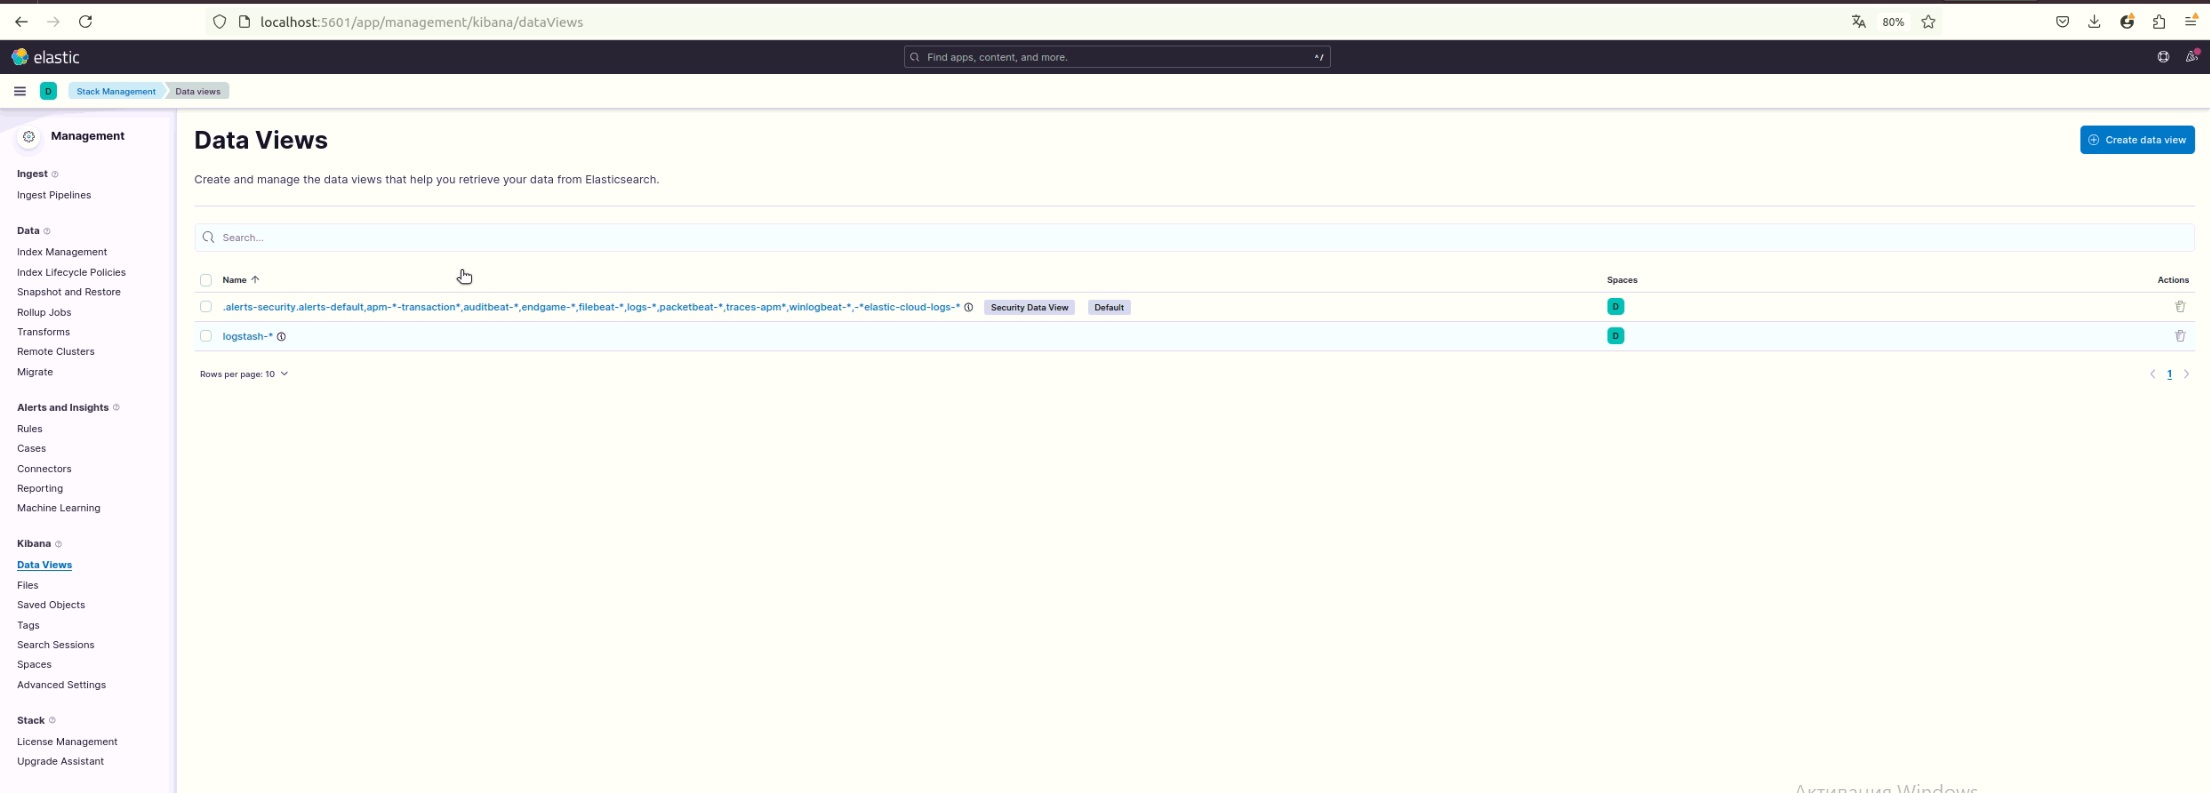 localhost:5601/app/management/kibana/dataViews
80%
elastic
Find apps, content, and more.
^/
D
Stack Management
Data views
Management
Ingest
Ingest Pipelines
Data
Index Management
Index Lifecycle Policies
Snapshot and Restore
Rollup Jobs
Transforms
Remote Clusters
Migrate
Alerts and Insights
Rules
Cases
Connectors
Reporting
Machine Learning
Kibana
Data Views
Files
Saved Objects
Tags
Search Sessions
Spaces
Advanced Settings
Stack
License Management
Upgrade Assistant
Data Views
Create data view
Create and manage the data views that help you retrieve your data from Elasticsearch.
Search...
Name Spaces Actions
.alerts-security.alerts-default,apm-*-transaction*,auditbeat-*,endgame-*,filebeat-*,logs-*,packetbeat-*,traces-apm*,winlogbeat-*,-*elastic-cloud-logs-* Security Data View Default D
logstash-* D
Rows per page: 10 1
Активация Windows